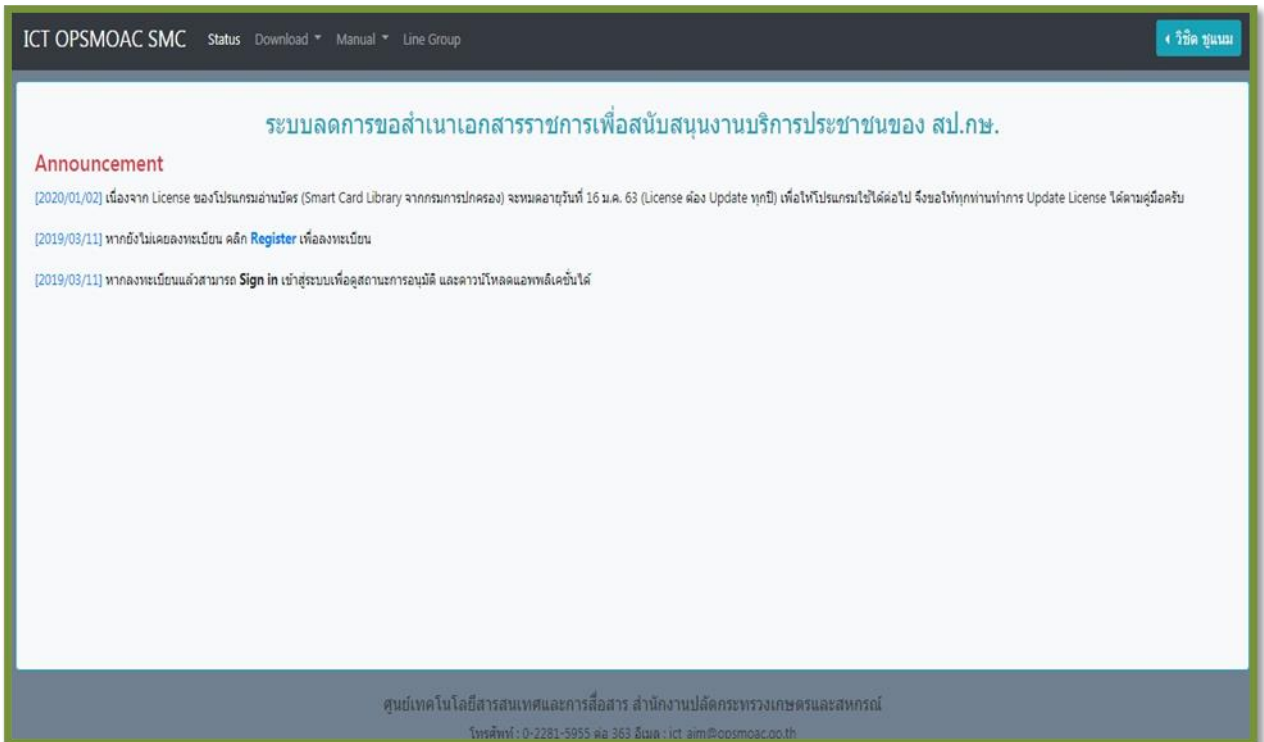 ICT OPSMOAC SMC Status Download Manual Line Group วิชิต ชูแนม
ระบบลดการขอสำเนาเอกสารราชการเพื่อสนับสนุนงานบริการประชาชนของ สป.กษ.
Announcement
[2020/01/02] เนื่องจาก License ของโปรแกรมอ่านบัตร (Smart Card Library จากกรมการปกครอง) จะหมดอายุวันที่ 16 ม.ค. 63 (License ต้อง Update ทุกปี) เพื่อให้โปรแกรมใช้ได้ต่อไป จึงขอให้ทุกท่านทำการ Update License ได้ตามคู่มือครับ
[2019/03/11] หากยังไม่เคยลงทะเบียน คลิก Register เพื่อลงทะเบียน
[2019/03/11] หากลงทะเบียนแล้วสามารถ Sign in เข้าสู่ระบบเพื่อดูสถานะการอนุมัติ และดาวน์โหลดแอพพลิเคชั่นได้
ศูนย์เทคโนโลยีสารสนเทศและการสื่อสาร สำนักงานปลัดกระทรวงเกษตรและสหกรณ์
โทรศัพท์ : 0-2281-5955 ต่อ 363 อีเมล : ict_aim@opsmoac.go.th